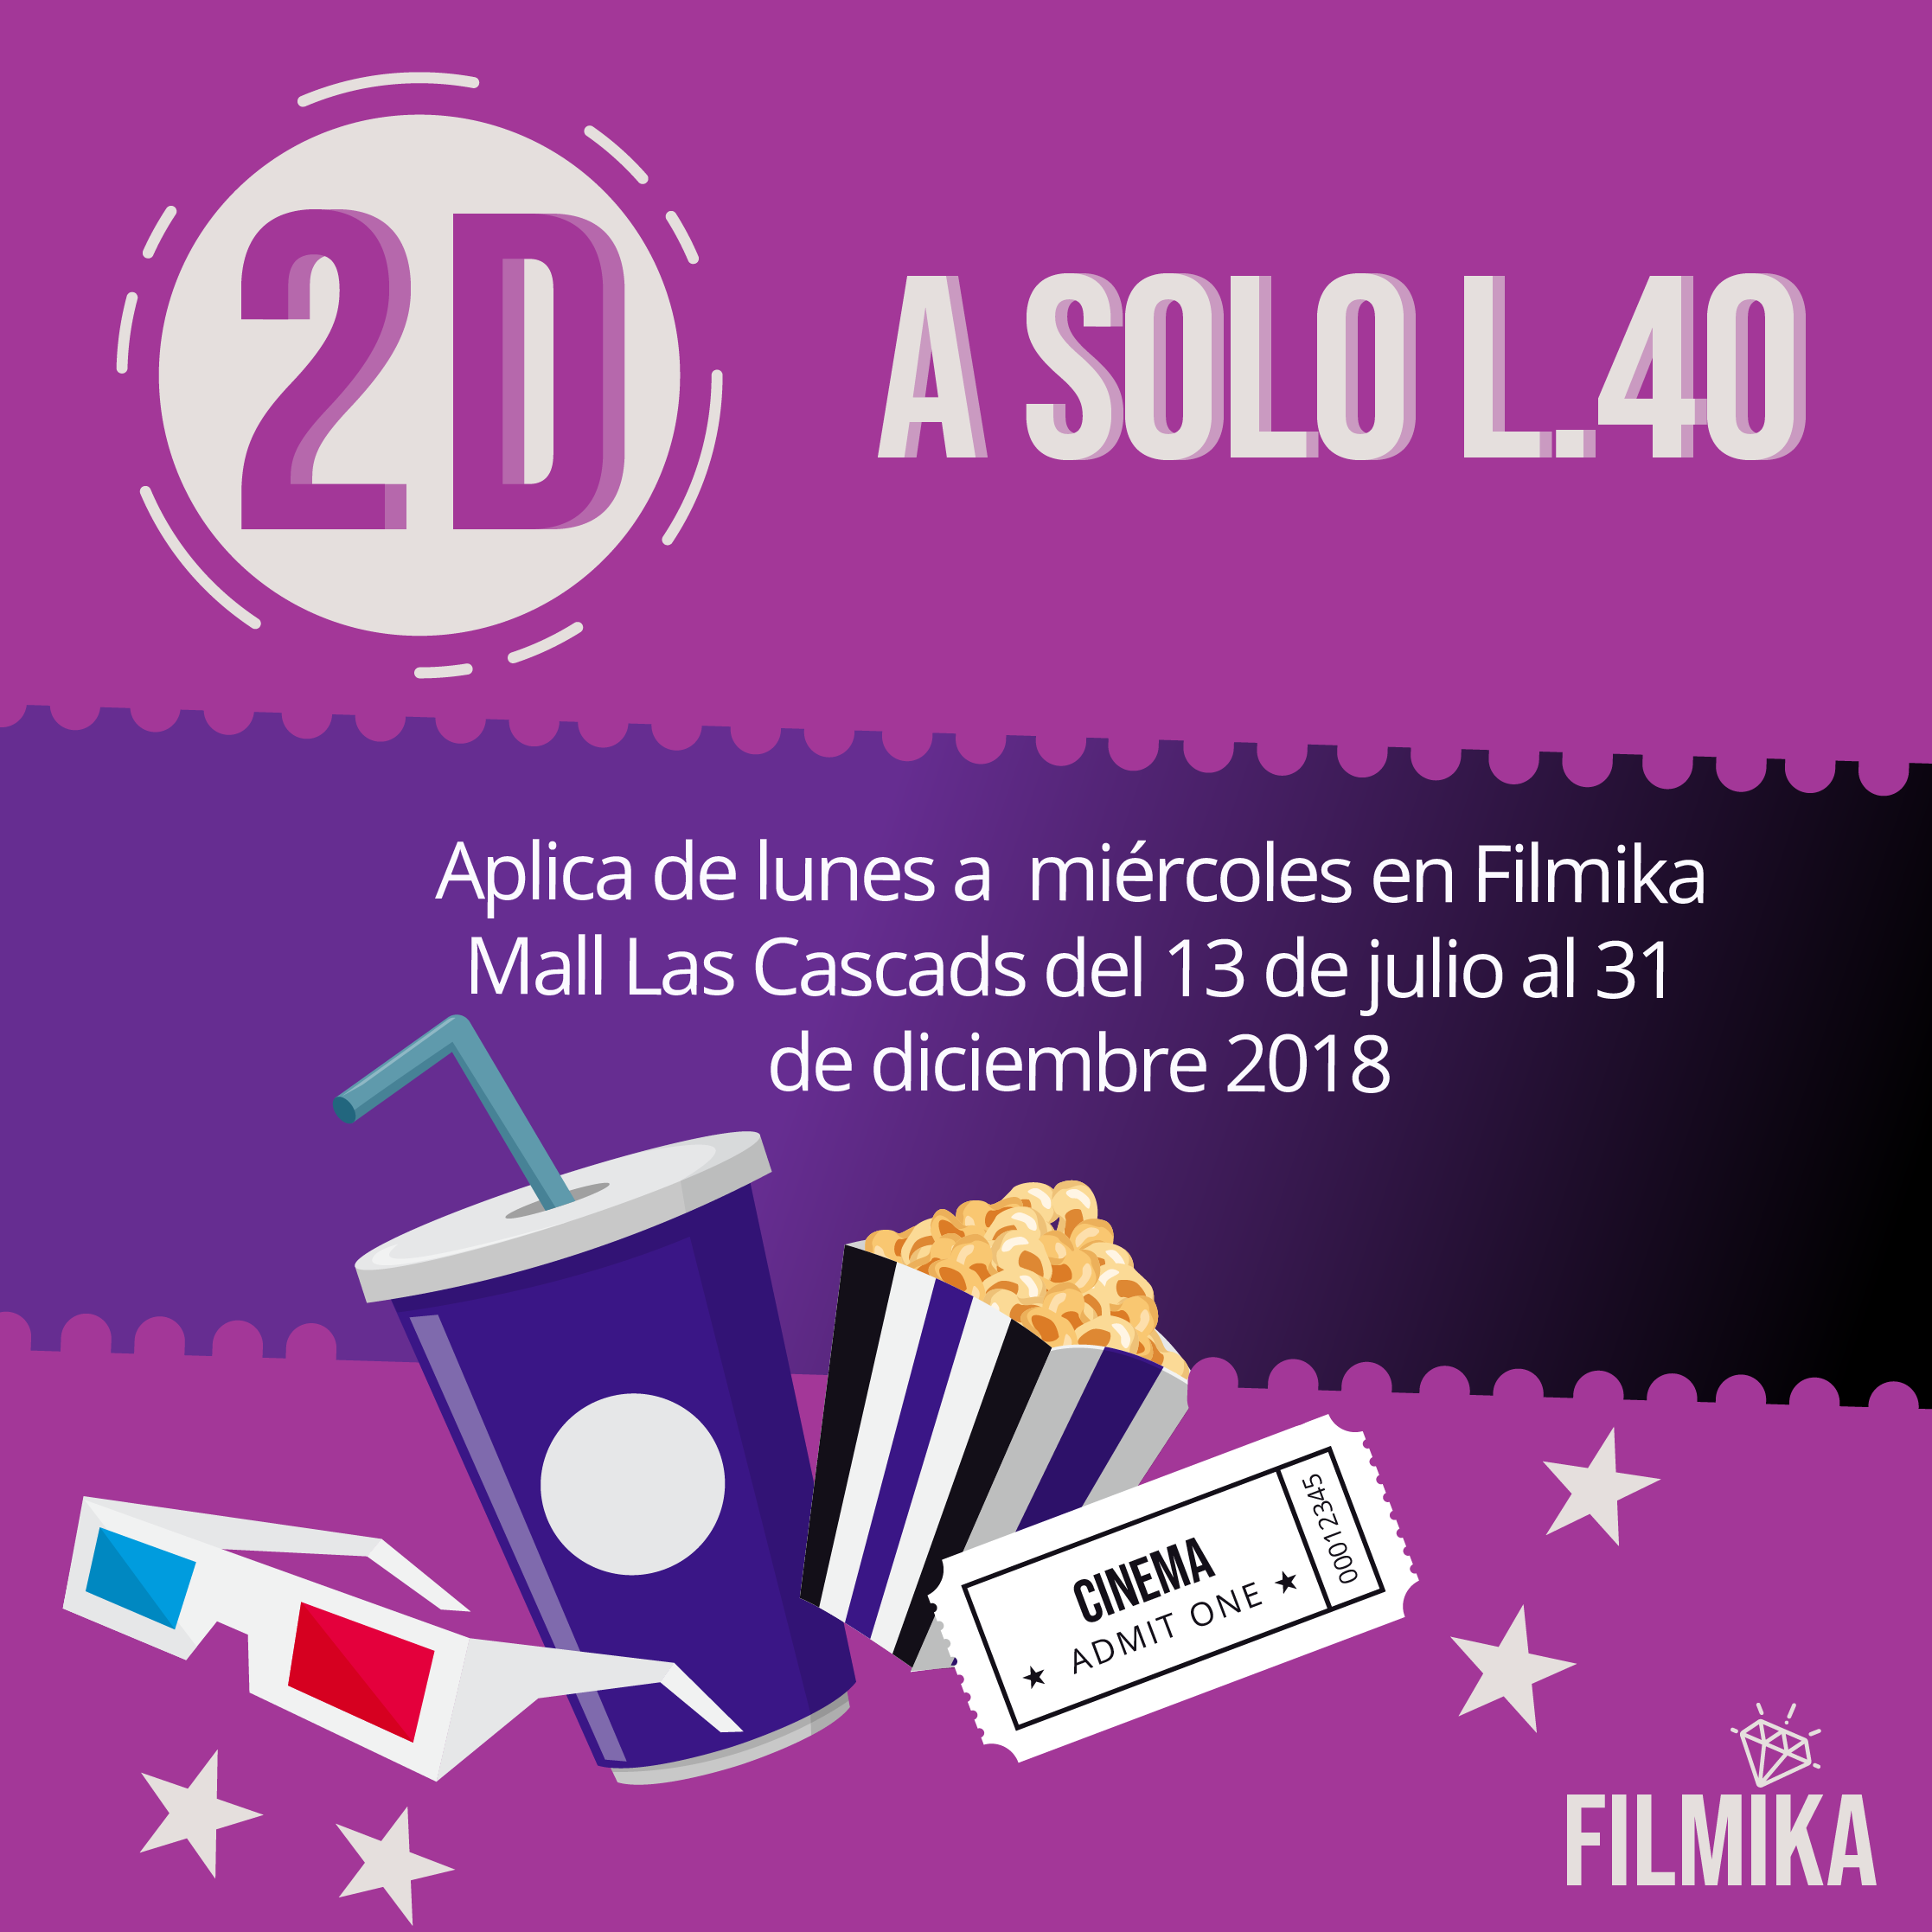 2D
A SOLO L.40
Aplica de lunes a miércoles en Filmika
Mall Las Cascads del 13 de julio al 31
de diciembre 2018
CINEMA
ADMIT ONE
00012345
FILMIKA